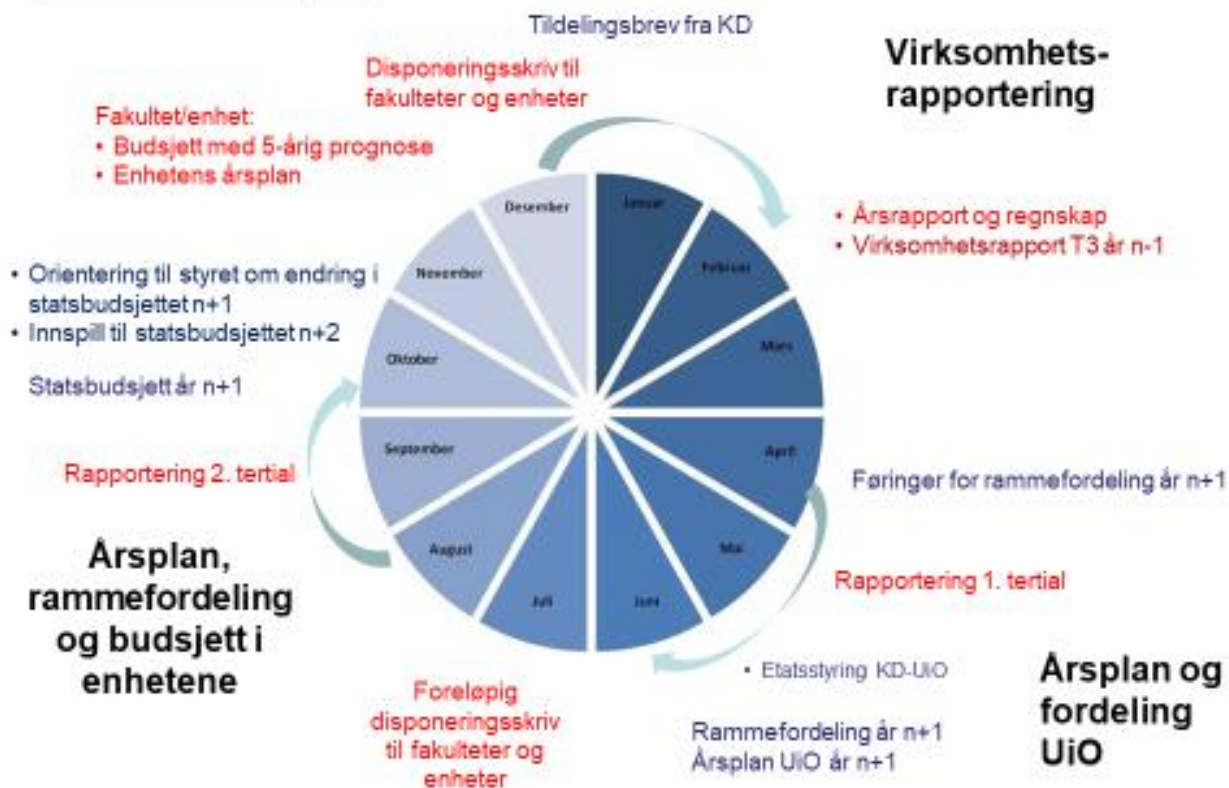 Tildelingsbrev fra KD
Virksomhets-
rapportering
Disponeringsskriv til
fakulteter og enheter
Fakultet/enhet:
• Budsjett med 5-årig prognose
• Enhetens årsplan
Desember
Januar
• Årsrapport og regnskap
• Virksomhetsrapport T3 år n-1
November
Februar
• Orientering til styret om endring i
statsbudsjettet n+1
• Innspill til statsbudsjettet n+2
Oktober
Mars
Statsbudsjett år n+1
September
April
Rapportering 2. tertial
Føringer for rammefordeling år n+1
August
Mai
Juli
Juni
Rapportering 1. tertial
Årsplan,
rammefordeling
og budsjett i
enhetene
• Etatsstyring KD-UiO
Årsplan og
fordeling
UiO
Foreløpig
disponeringsskriv
til fakulteter og
enheter
Rammefordeling år n+1
Årsplan UiO år n+1